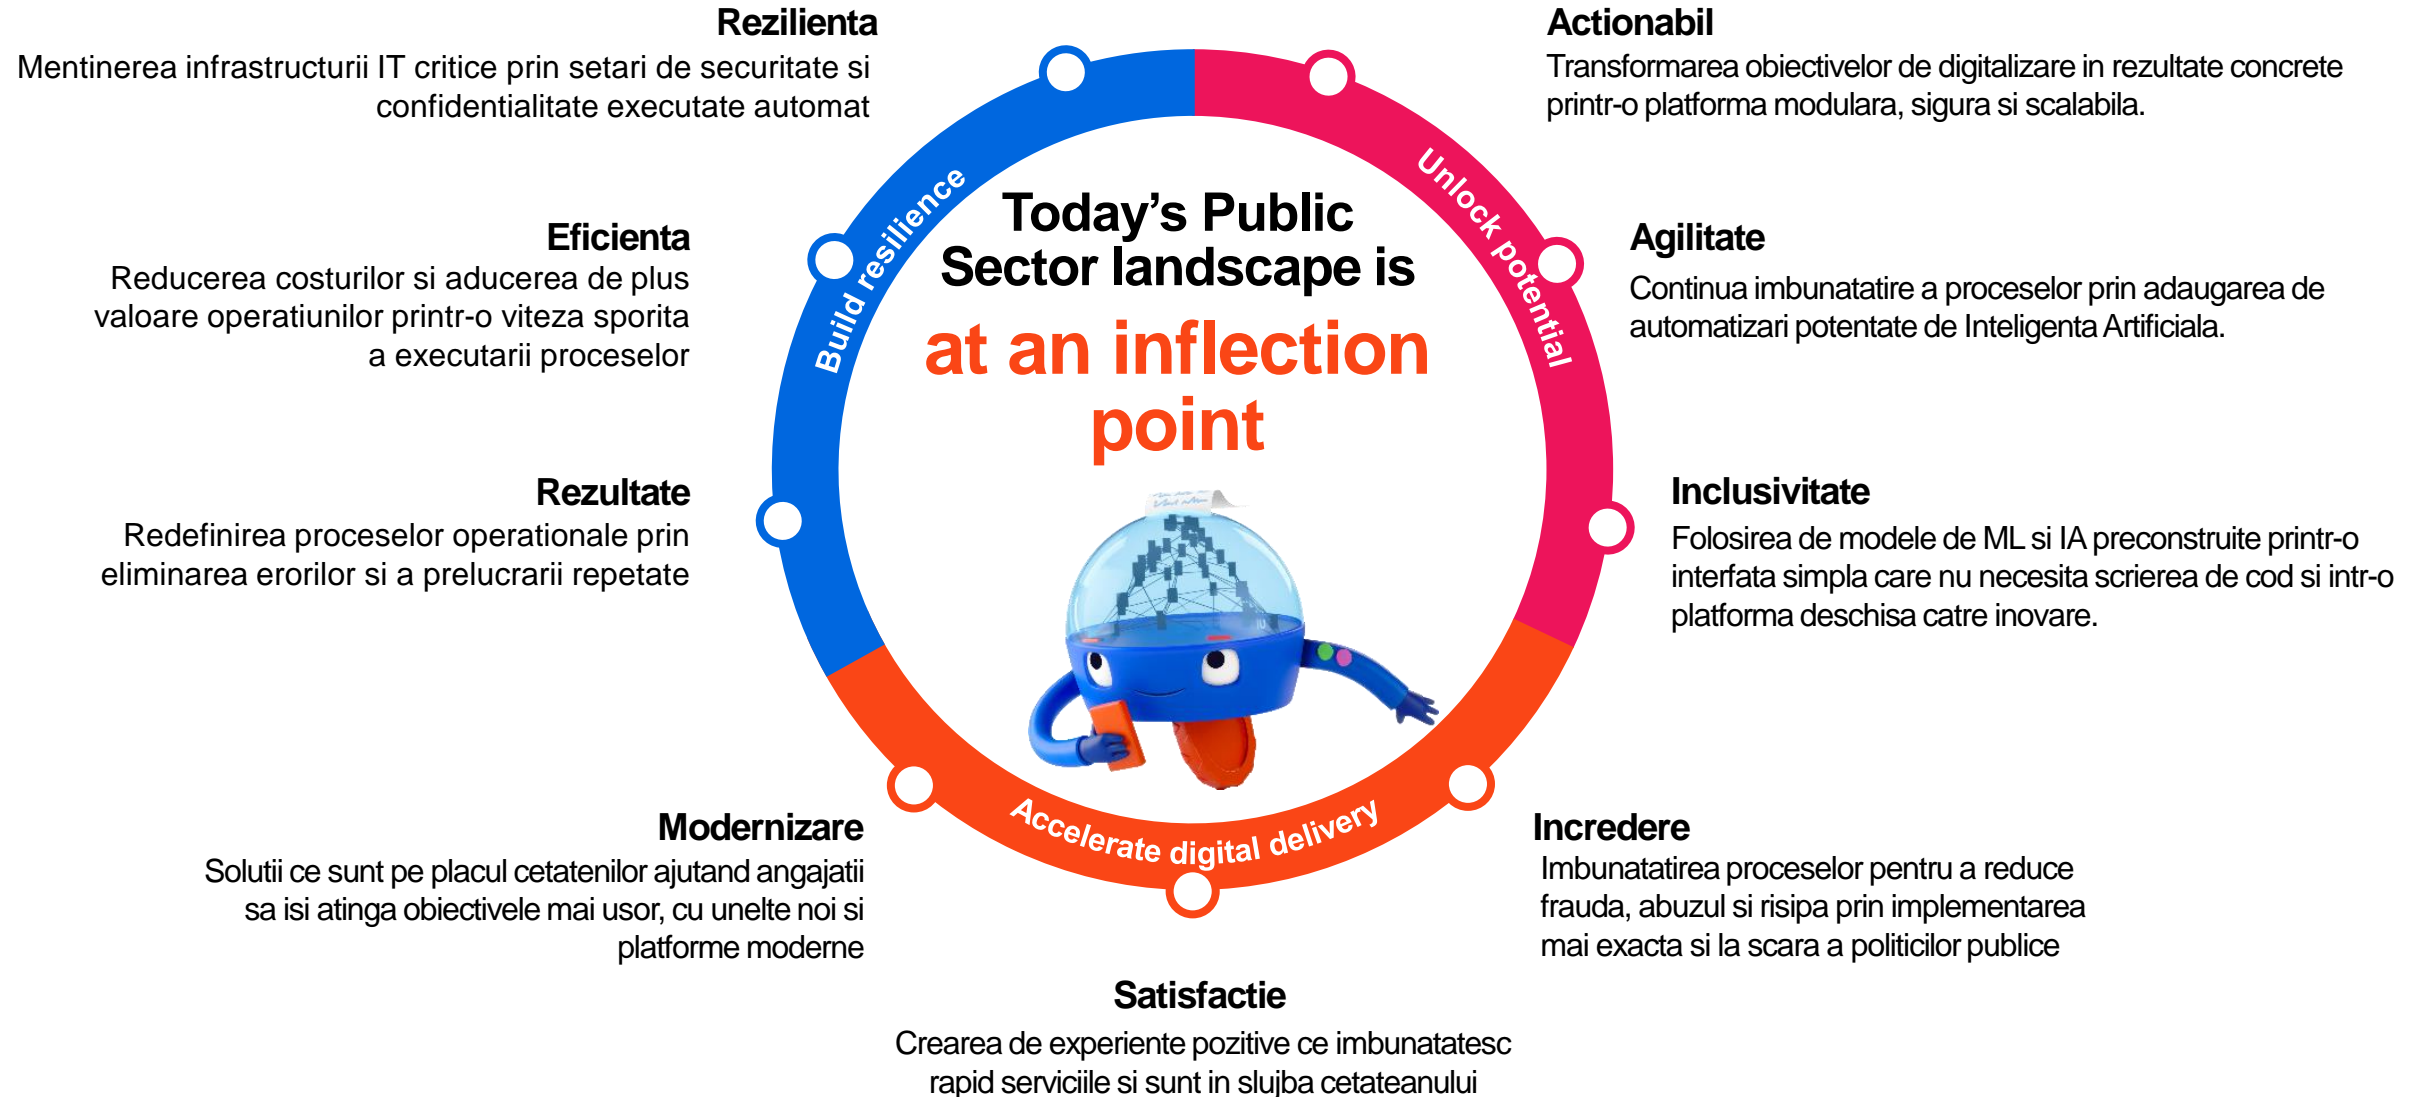 Rezilienta
Mentinerea infrastructurii IT critice prin setari de securitate si
confidentialitate executate automat
Eficienta
Reducerea costurilor si aducerea de plus
valoare operatiunilor printr-o viteza sporita
a executarii proceselor
Rezultate
Redefinirea proceselor operationale prin
eliminarea erorilor si a prelucrarii repetate
Modernizare
Solutii ce sunt pe placul cetatenilor ajutand angajatii
sa isi atinga obiectivele mai usor, cu unelte noi si
platforme moderne
Build resilience
Today's Public
Sector landscape is
at an inflection
point
Unlock potential
Accelerate digital delivery
Satisfactie
Crearea de experiente pozitive ce imbunatatesc
rapid serviciile si sunt in slujba cetateanului
Actionabil
Transformarea obiectivelor de digitalizare in rezultate concrete
printr-o platforma modulara, sigura si scalabila.
Agilitate
Continua imbunatatire a proceselor prin adaugarea de
automatizari potentate de Inteligenta Artificiala.
Inclusivitate
Folosirea de modele de ML si IA preconstruite printr-o
interfata simpla care nu necesita scrierea de cod si intr-o
platforma deschisa catre inovare.
Incredere
Imbunatatirea proceselor pentru a reduce
frauda, abuzul si risipa prin implementarea
mai exacta si la scara a politicilor publice